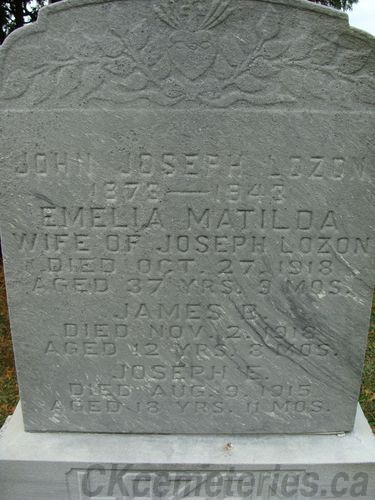 JOHN JOSEPH LOZON
1878 — 1943
EMELIA MATILDA
WIFE OF JOSEPH LOZON
DIED OCT. 27, 1918
AGED 37 YRS. 9 MOS.
JAMES B.
DIED NOV. 2, 1918
AGED 12 YRS. 8 MOS.
JOSEPH E.
DIED AUG. 9, 1915
AGED 18 YRS. 11 MOS.
CKcemeteries.ca